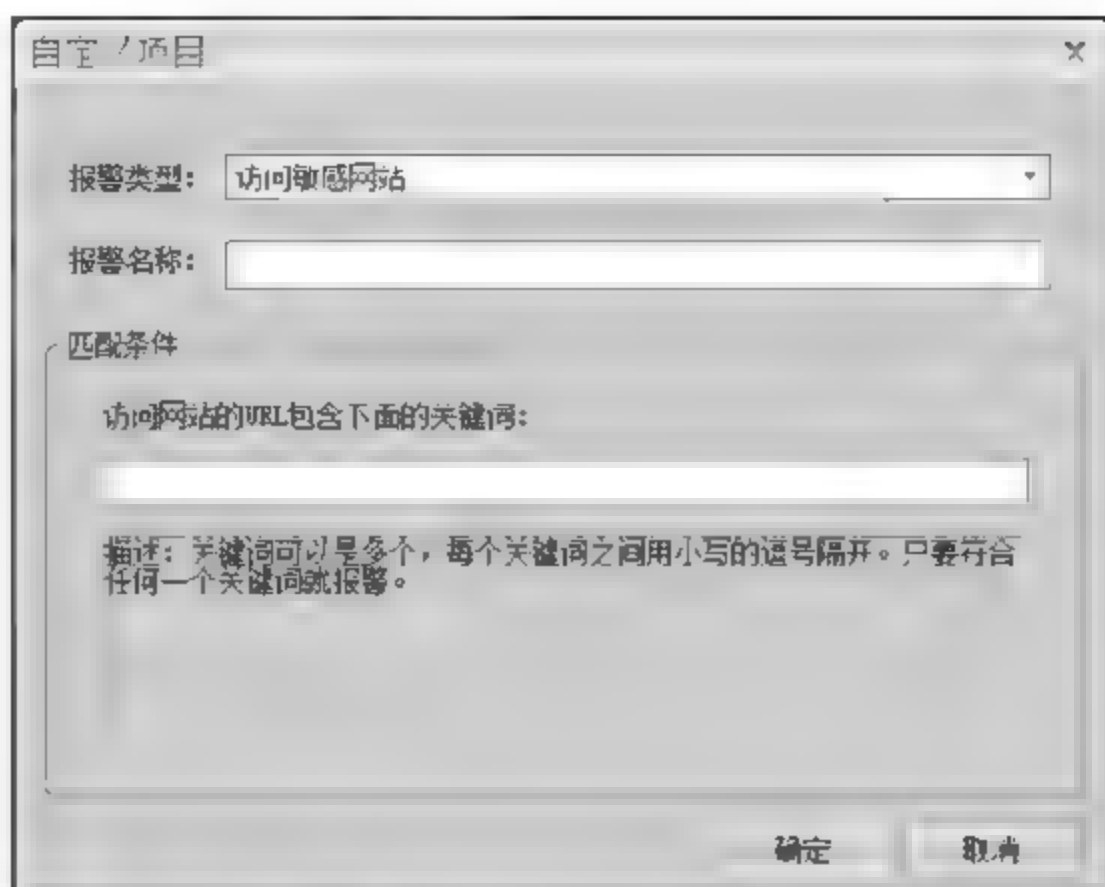 自定义项目
报警类型： 访问敏感网站
报警名称：
匹配条件
访问网站的URL包含下面的关键词：
描述：关键词可以是多个，每个关键词之间用小写的逗号隔开。只要符合
任何一个关键词就报警。
确定 取消